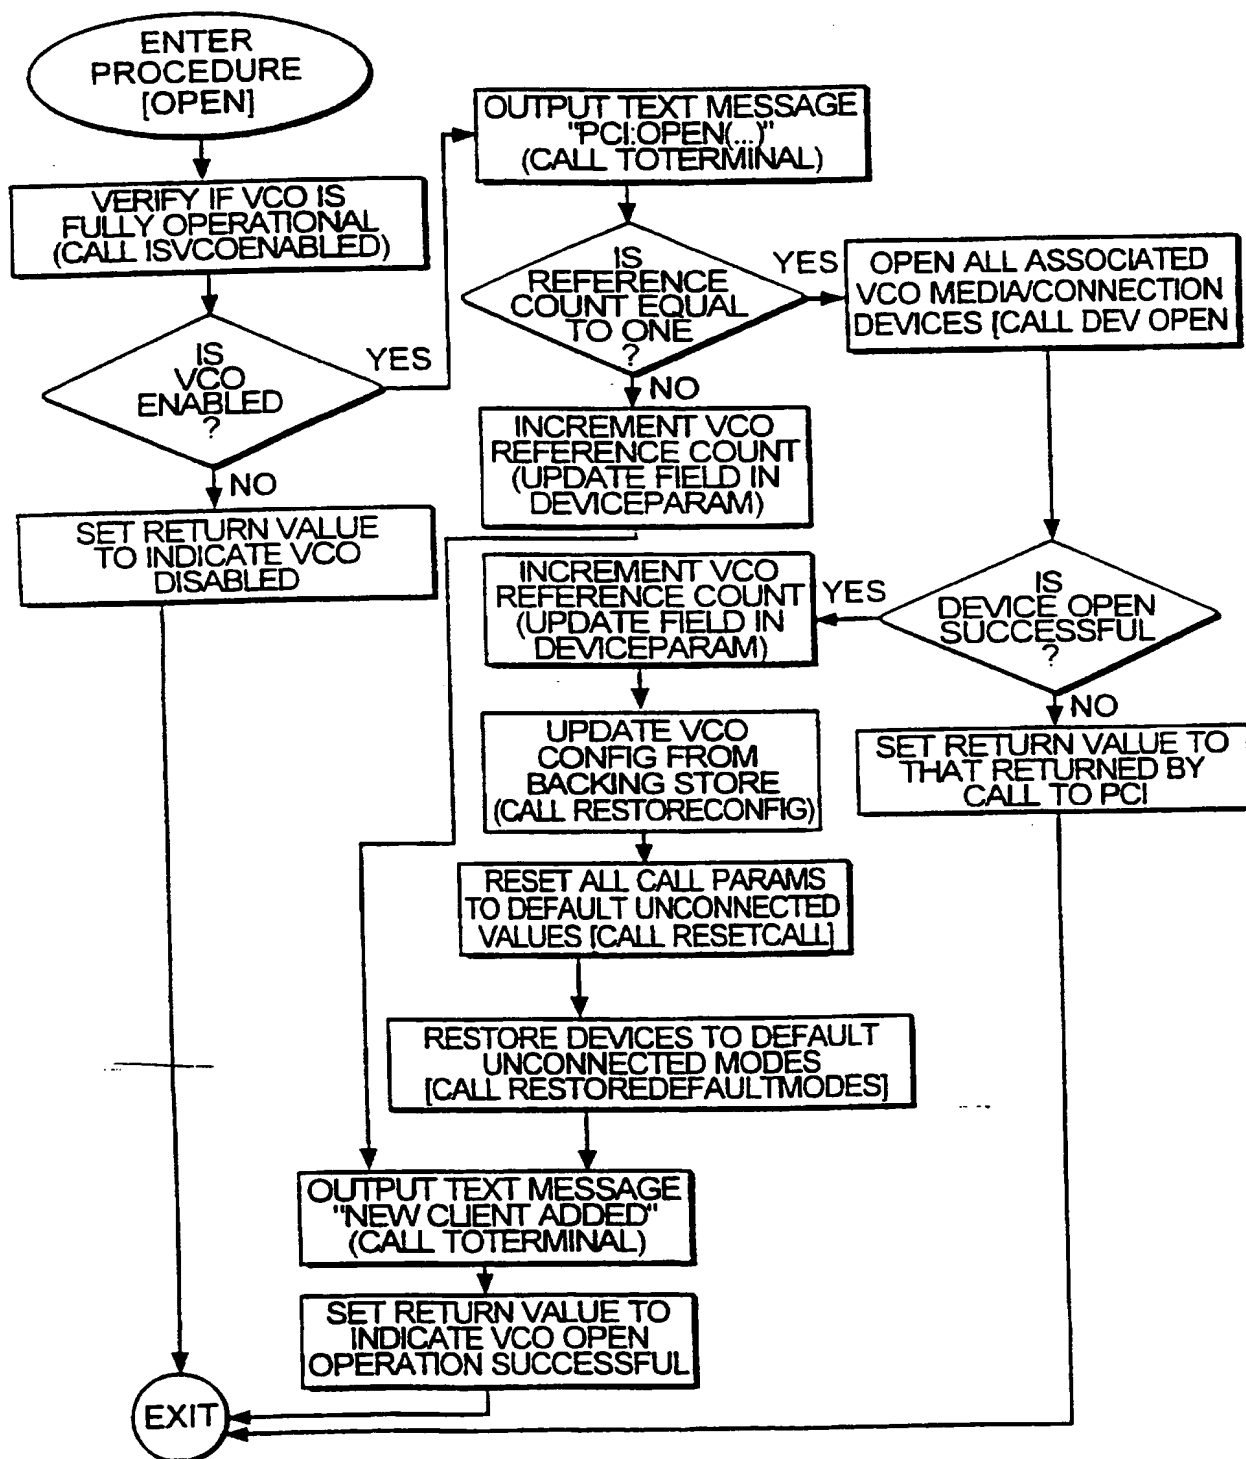 ENTER
PROCEDURE
[OPEN]
VERIFY IF VCO IS
FULLY OPERATIONAL
(CALL ISVCOENABLED)
IS
VCO
ENABLED
?
YES
NO
SET RETURN VALUE
TO INDICATE VCO
DISABLED
OUTPUT TEXT MESSAGE
"PCI:OPEN(...)"
(CALL TOTERMINAL)
IS
REFERENCE
COUNT EQUAL
TO ONE
?
YES
NO
OPEN ALL ASSOCIATED
VCO MEDIA/CONNECTION
DEVICES [CALL DEV OPEN
INCREMENT VCO
REFERENCE COUNT
(UPDATE FIELD IN
DEVICEPARAM)
IS
DEVICE OPEN
SUCCESSFUL
?
YES
NO
INCREMENT VCO
REFERENCE COUNT
(UPDATE FIELD IN
DEVICEPARAM)
SET RETURN VALUE TO
THAT RETURNED BY
CALL TO PCI
UPDATE VCO
CONFIG FROM
BACKING STORE
(CALL RESTORECONFIG)
RESET ALL CALL PARAMS
TO DEFAULT UNCONNECTED
VALUES [CALL RESETCALL]
RESTORE DEVICES TO DEFAULT
UNCONNECTED MODES
[CALL RESTOREDEFAULTMODES]
OUTPUT TEXT MESSAGE
"NEW CLIENT ADDED"
(CALL TOTERMINAL)
SET RETURN VALUE TO
INDICATE VCO OPEN
OPERATION SUCCESSFUL
EXIT